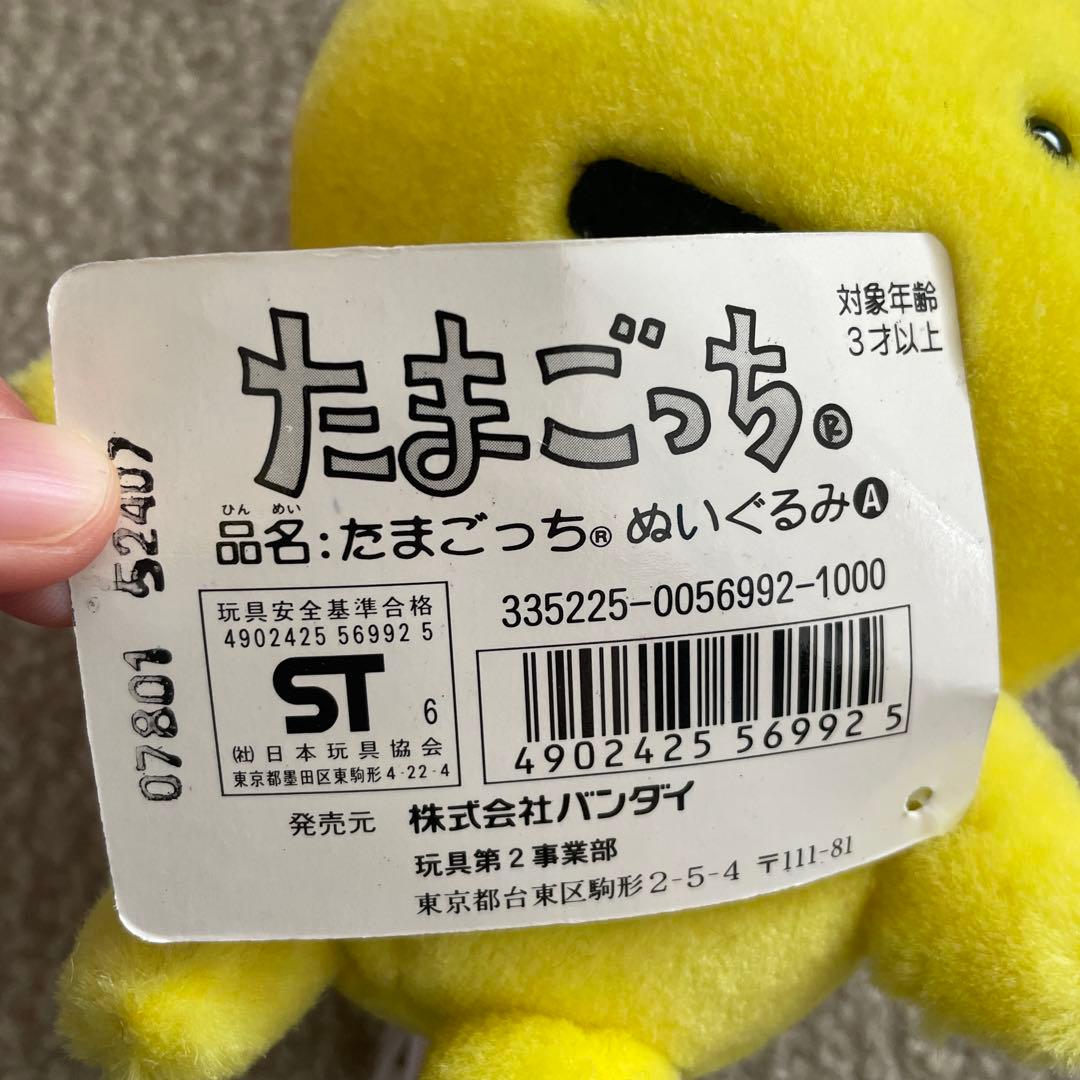 対象年齢
3才以上
たまごっち®
ひん めい
品名:たまごっち® ぬいぐるみA
335225-0056992-1000
玩具安全基準合格
4902425 56992 5
ST 6
(社)日本玩具協会
東京都墨田区東駒形4-22-4
4902425 569925
発売元 株式会社バンダイ
玩具第2事業部
東京都台東区駒形2-5-4 〒111-81
07801 52407